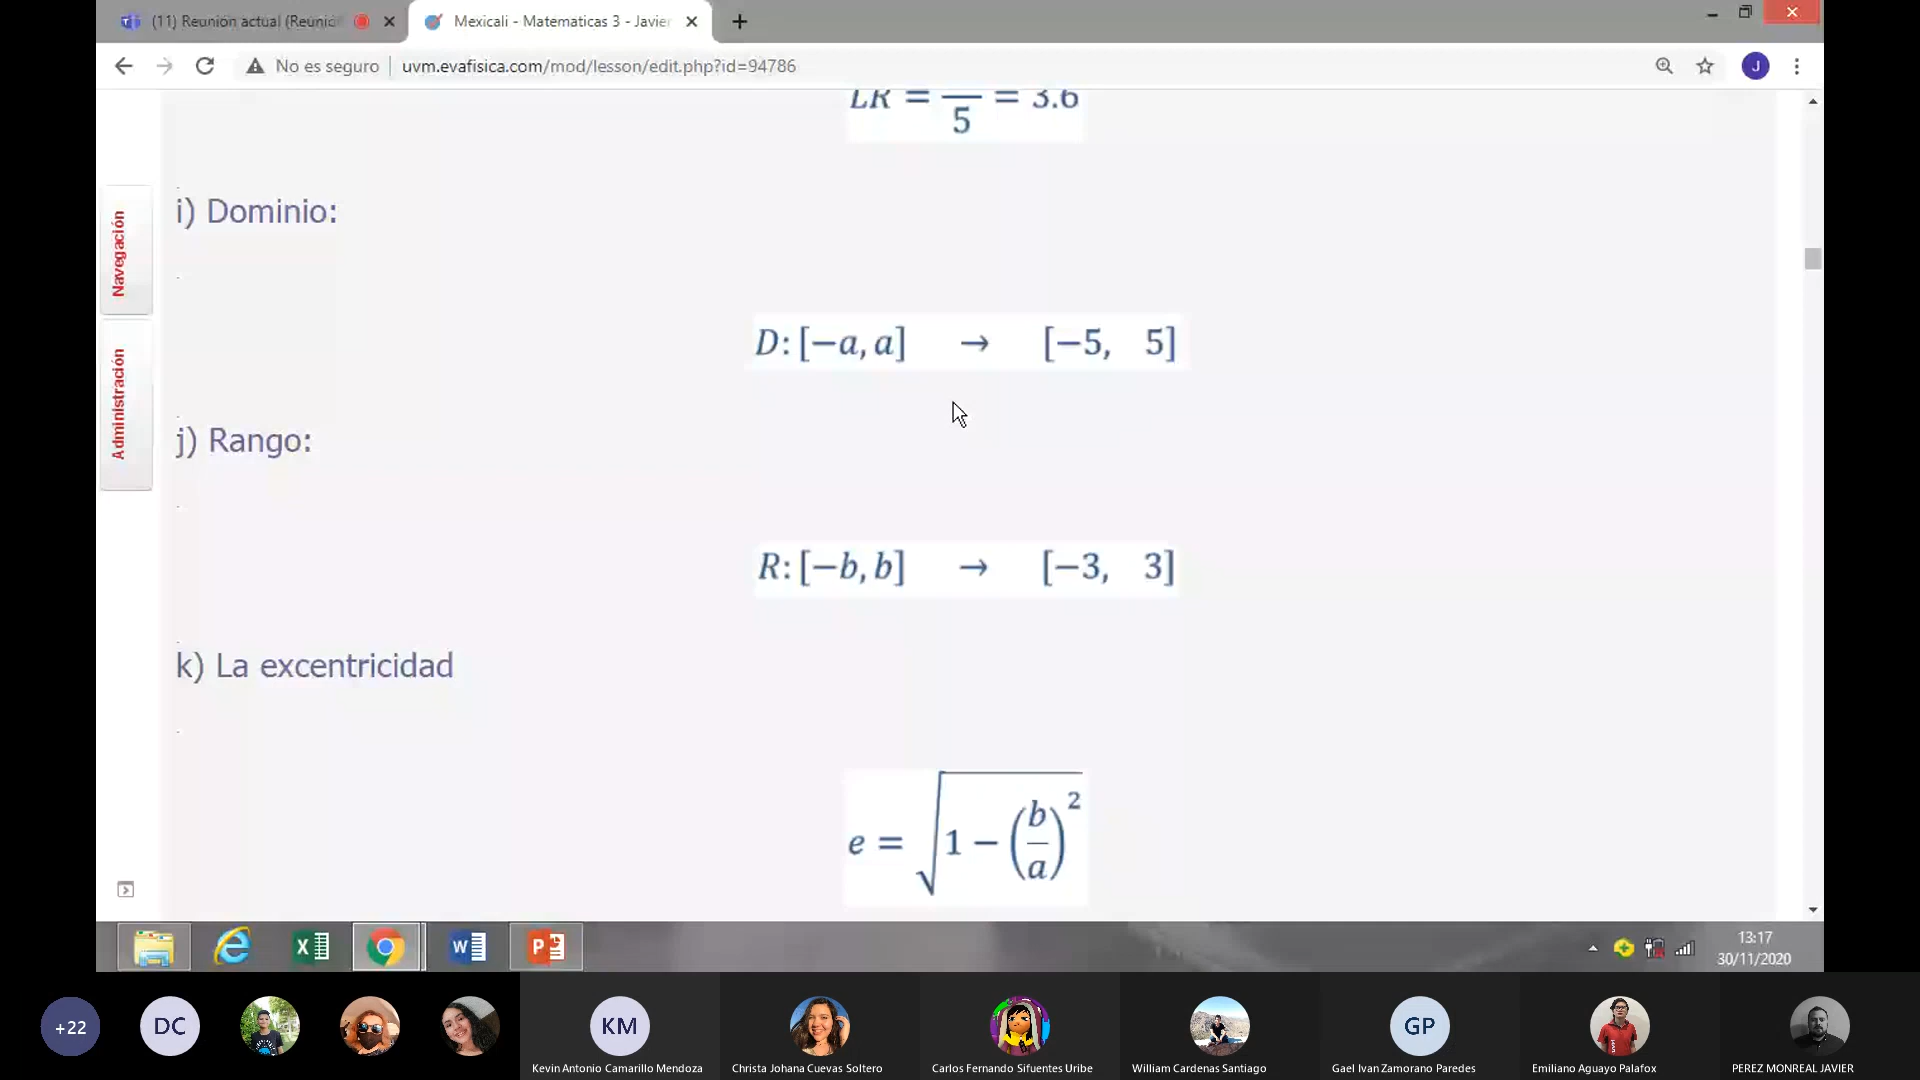 (11) Reunión actual (Reunió
Mexicali - Matematicas 3 - Javier
No es seguro
uvm.evafisica.com/mod/lesson/edit.php?id=94786
J
LR = 5 = 3.6
Navegación
Administración
i) Dominio:
D: [−a, a] → [−5, 5]
j) Rango:
R: [−b, b] → [−3, 3]
k) La excentricidad
e = √1 − (b/a)²
13:17
30/11/2020
+22
DC
KM
GP
Kevin Antonio Camarillo Mendoza
Christa Johana Cuevas Soltero
Carlos Fernando Sifuentes Uribe
William Cardenas Santiago
Gael Ivan Zamorano Paredes
Emiliano Aguayo Palafox
PEREZ MONREAL JAVIER